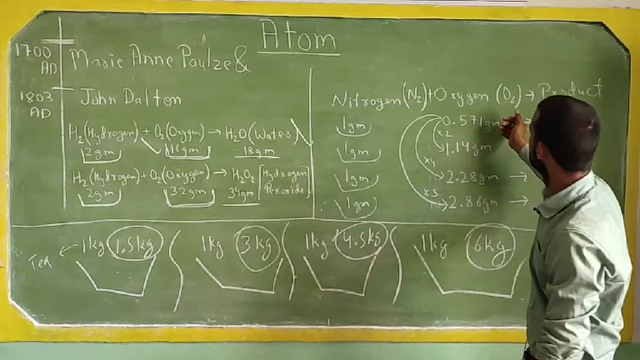 Atom
1700 AD Marie Anne Paulze &
1803 AD John Dalton
H2(Hydrogen) + O2(Oxygen) → H2O(Water)
2gm 16gm 18gm
H2(Hydrogen) + O2(Oxygen) → H2O2 (Hydrogen Peroxide)
2gm 32gm 34gm
Nitrogen (N2) + Oxygen (O2) → Product
1gm 0.571gm
x2
1gm 1.14gm
x4
1gm 2.28gm →
x5
1gm 2.86gm →
Tea ← 1kg 1.5kg 1kg 3kg 1kg 4.5kg 1kg 6kg